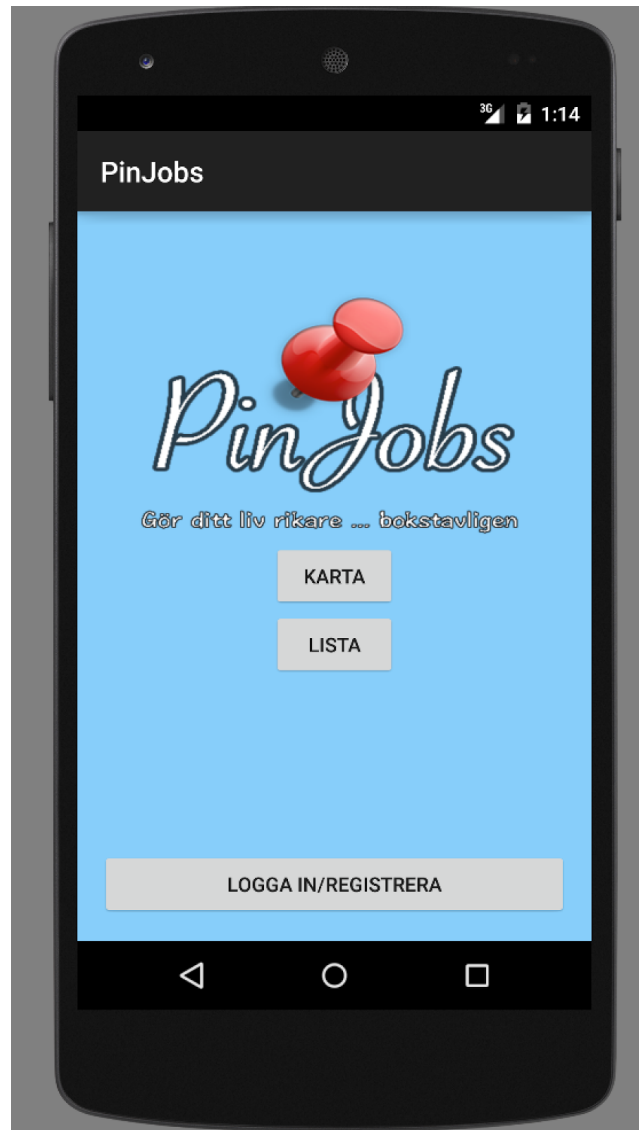 3G 1:14
PinJobs
PinJobs
Gör ditt liv rikare ... bokstavligen
KARTA
LISTA
LOGGA IN/REGISTRERA